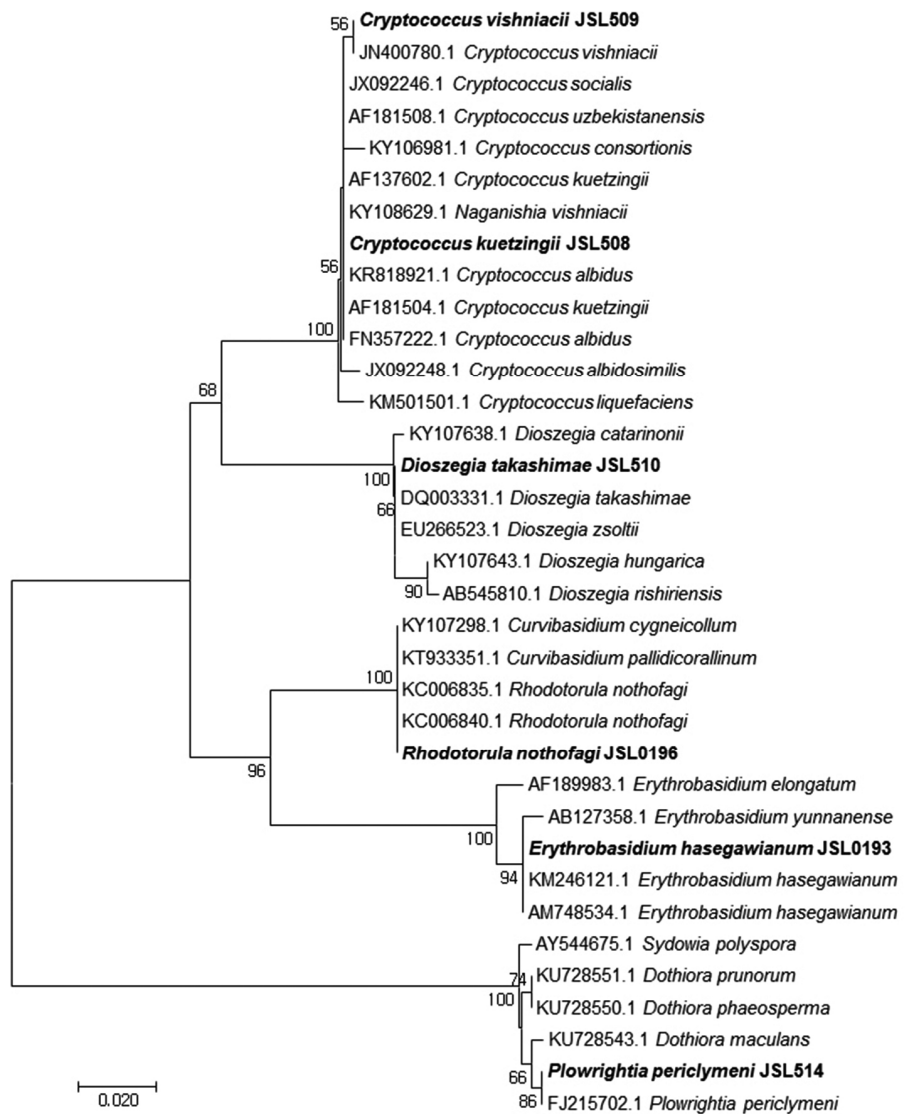 56
Cryptococcus vishniacii JSL509
JN400780.1 Cryptococcus vishniacii
JX092246.1 Cryptococcus socialis
AF181508.1 Cryptococcus uzbekistanensis
KY106981.1 Cryptococcus consortionis
AF137602.1 Cryptococcus kuetzingii
KY108629.1 Naganishia vishniacii
Cryptococcus kuetzingii JSL508
56
KR818921.1 Cryptococcus albidus
AF181504.1 Cryptococcus kuetzingii
100
FN357222.1 Cryptococcus albidus
JX092248.1 Cryptococcus albidosimilis
68
KM501501.1 Cryptococcus liquefaciens
KY107638.1 Dioszegia catarinonii
Dioszegia takashimae JSL510
100
DQ003331.1 Dioszegia takashimae
66
EU266523.1 Dioszegia zsoltii
KY107643.1 Dioszegia hungarica
90
AB545810.1 Dioszegia rishiriensis
KY107298.1 Curvibasidium cygneicollum
KT933351.1 Curvibasidium pallidicorallinum
100
KC006835.1 Rhodotorula nothofagi
KC006840.1 Rhodotorula nothofagi
Rhodotorula nothofagi JSL0196
96
AF189983.1 Erythrobasidium elongatum
AB127358.1 Erythrobasidium yunnanense
100
Erythrobasidium hasegawianum JSL0193
94
KM246121.1 Erythrobasidium hasegawianum
AM748534.1 Erythrobasidium hasegawianum
AY544675.1 Sydowia polyspora
74
KU728551.1 Dothiora prunorum
100
KU728550.1 Dothiora phaeosperma
KU728543.1 Dothiora maculans
66
Plowrightia periclymeni JSL514
86
FJ215702.1 Plowrightia periclymeni
0.020